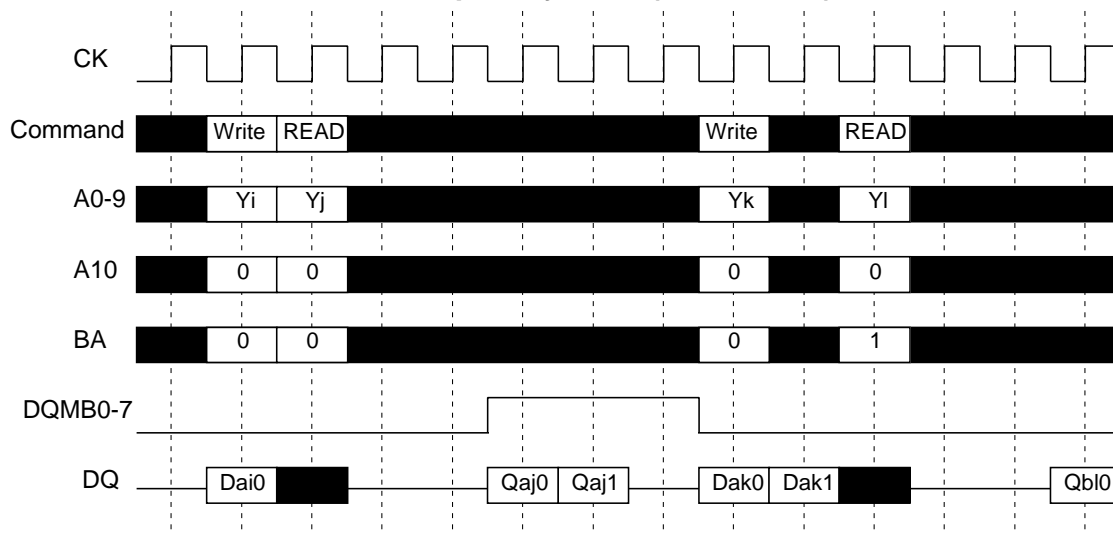 CK
Command Write READ Write READ
A0-9 Yi Yj Yk Yl
A10 0 0 0 0
BA 0 0 0 1
DQMB0-7
DQ Dai0 Qaj0 Qaj1 Dak0 Dak1 Qbl0